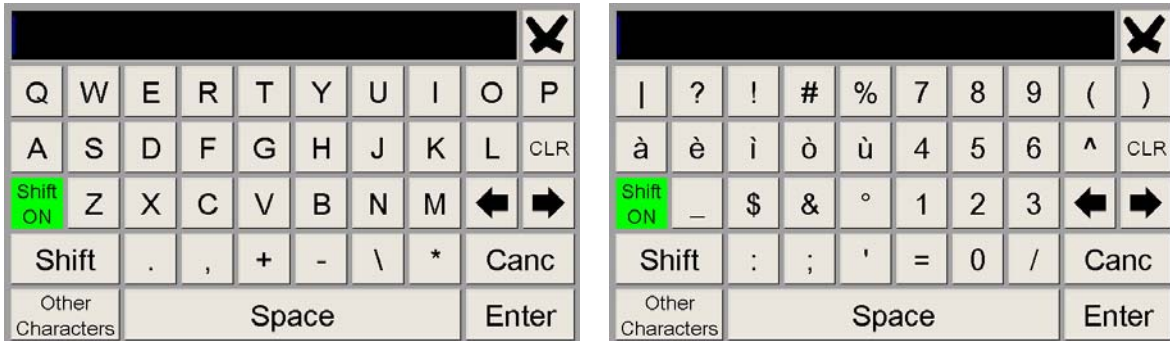 Q W E R T Y U I O P
A S D F G H J K L CLR
Shift
ON
Z X C V B N M
Shift . , + - \ * Canc
Other
Characters
Space Enter
| ? ! # % 7 8 9 ( )
à è ì ò ù 4 5 6 ^ CLR
Shift
ON
_ $ & ° 1 2 3
Shift : ; ' = 0 / Canc
Other
Characters
Space Enter